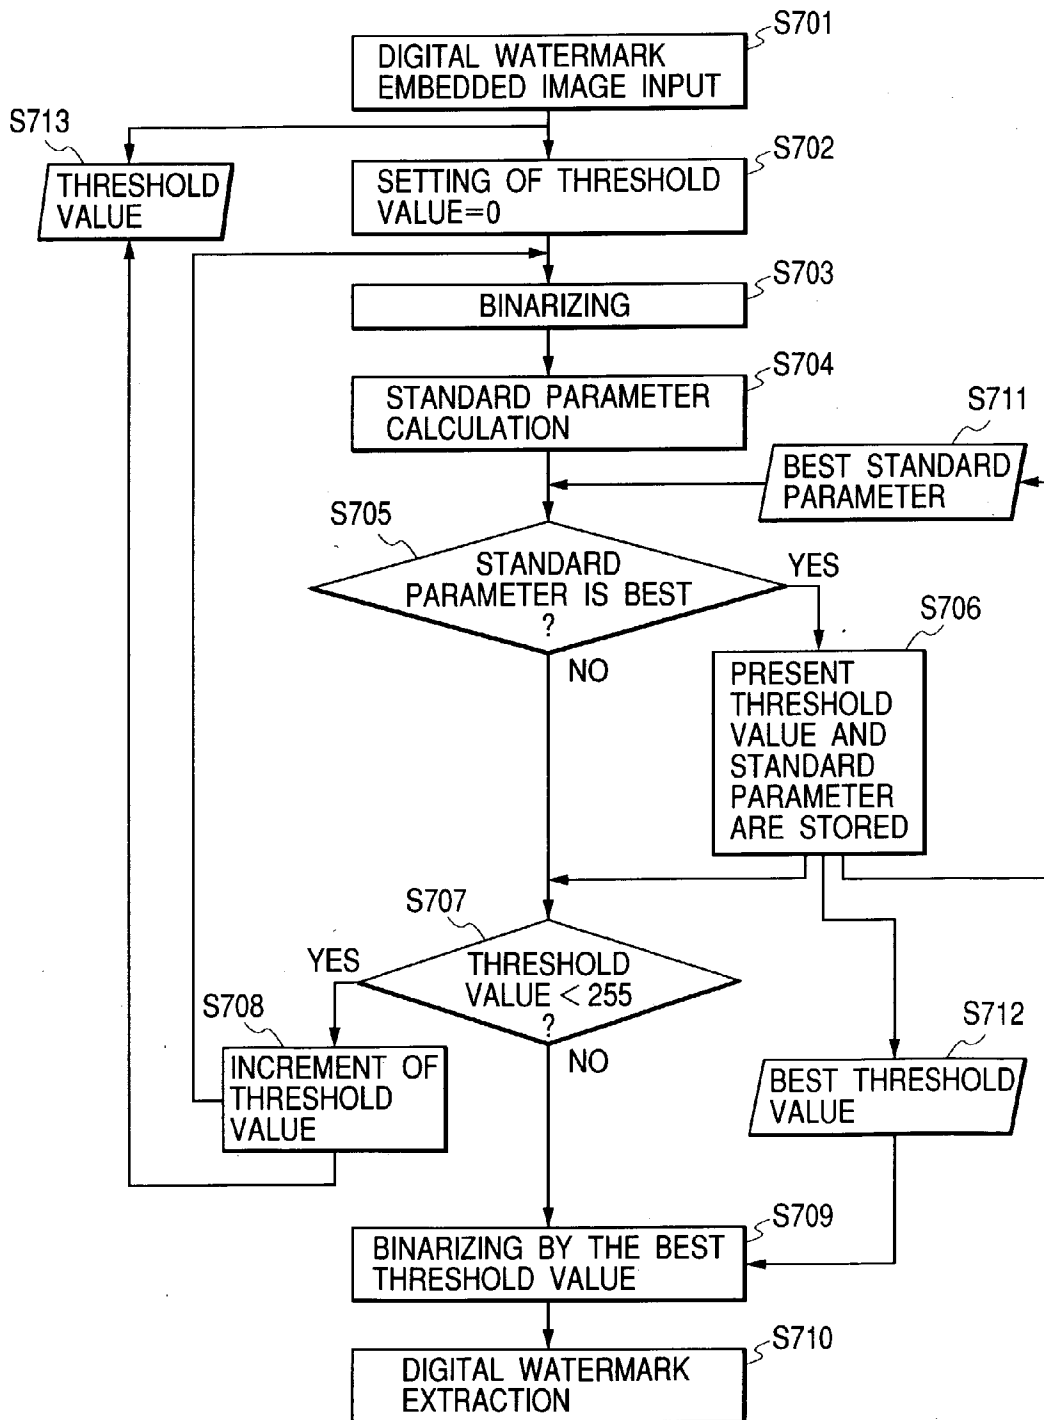 S701
DIGITAL WATERMARK
EMBEDDED IMAGE INPUT
S713
THRESHOLD
VALUE
S702
SETTING OF THRESHOLD
VALUE=0
S703
BINARIZING
S704
STANDARD PARAMETER
CALCULATION
S711
BEST STANDARD
PARAMETER
S705
STANDARD
PARAMETER IS BEST
?
YES
NO
S706
PRESENT
THRESHOLD
VALUE AND
STANDARD
PARAMETER
ARE STORED
S707
THRESHOLD
VALUE < 255
?
YES
NO
S708
INCREMENT OF
THRESHOLD
VALUE
S712
BEST THRESHOLD
VALUE
S709
BINARIZING BY THE BEST
THRESHOLD VALUE
S710
DIGITAL WATERMARK
EXTRACTION